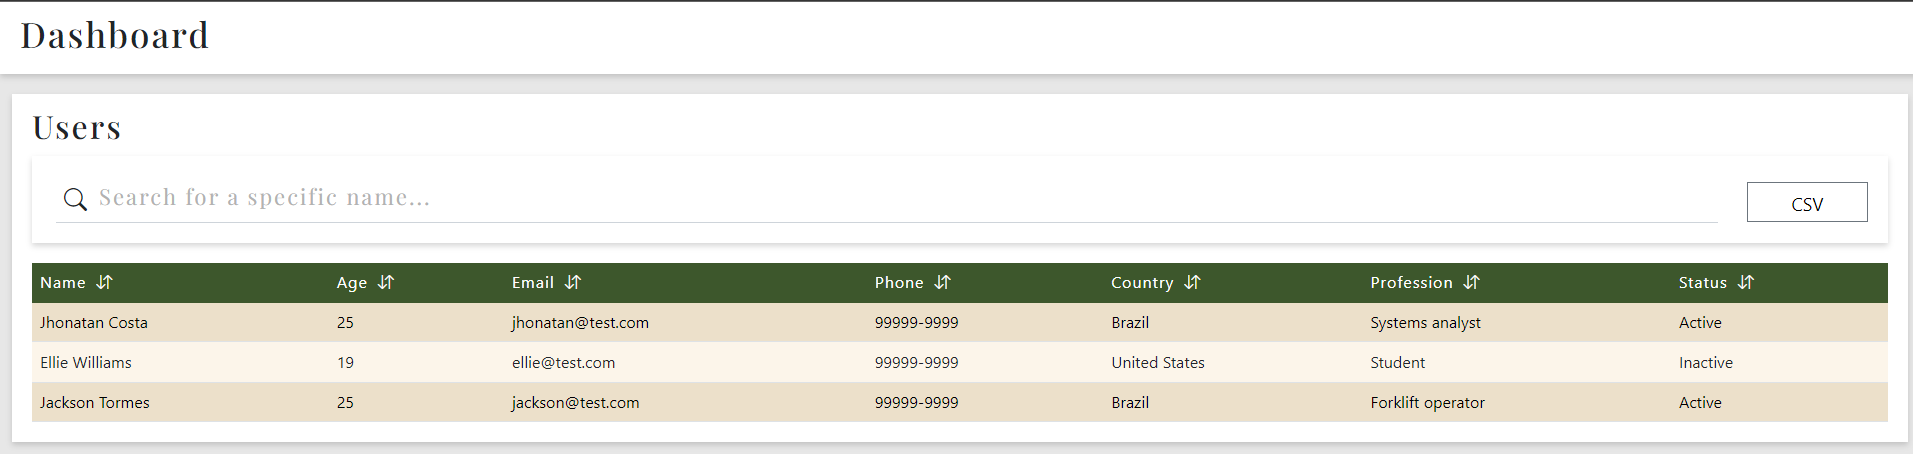 Dashboard
Users
Search for a specific name...
CSV
Name Age Email Phone Country Profession Status
Jhonatan Costa 25 jhonatan@test.com 99999-9999 Brazil Systems analyst Active
Ellie Williams 19 ellie@test.com 99999-9999 United States Student Inactive
Jackson Tormes 25 jackson@test.com 99999-9999 Brazil Forklift operator Active